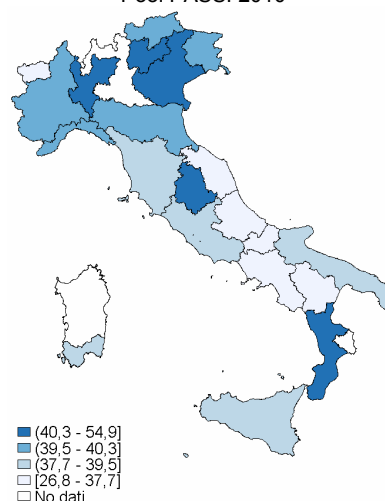 (40,3 - 54,9]
(39,5 - 40,3]
(37,7 - 39,5]
[26,8 - 37,7]
No dati